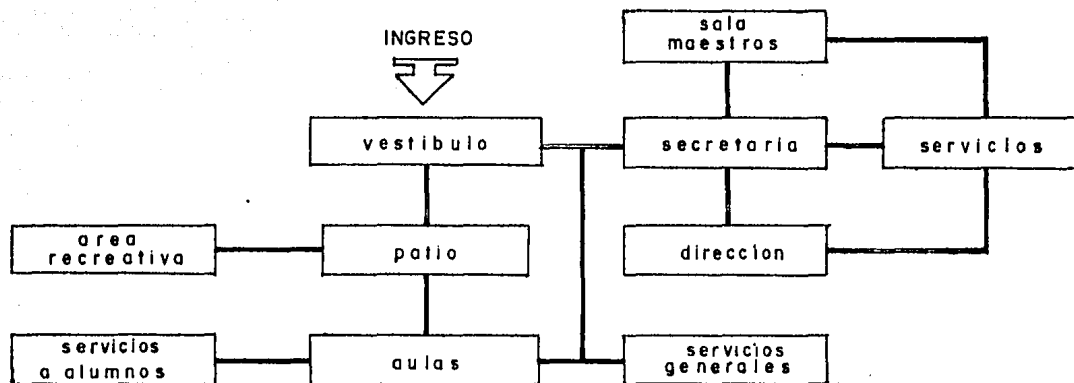 INGRESO
sala
maestros
vestibulo
secretaria
servicios
area
recreativa
patio
direccion
servicios
a alumnos
aulas
servicios
generales